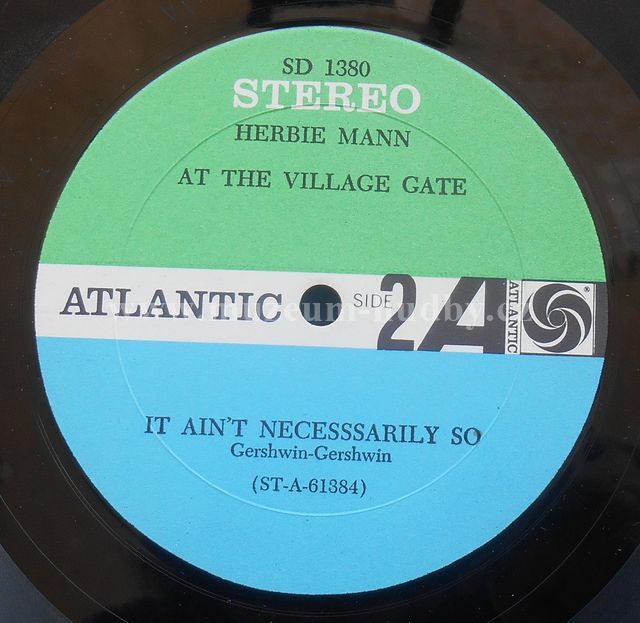 SD 1380
STEREO
HERBIE MANN
AT THE VILLAGE GATE
ATLANTIC SIDE 2 A ATLANTIC
IT AIN'T NECESSSARILY SO
Gershwin-Gershwin
(ST-A-61384)